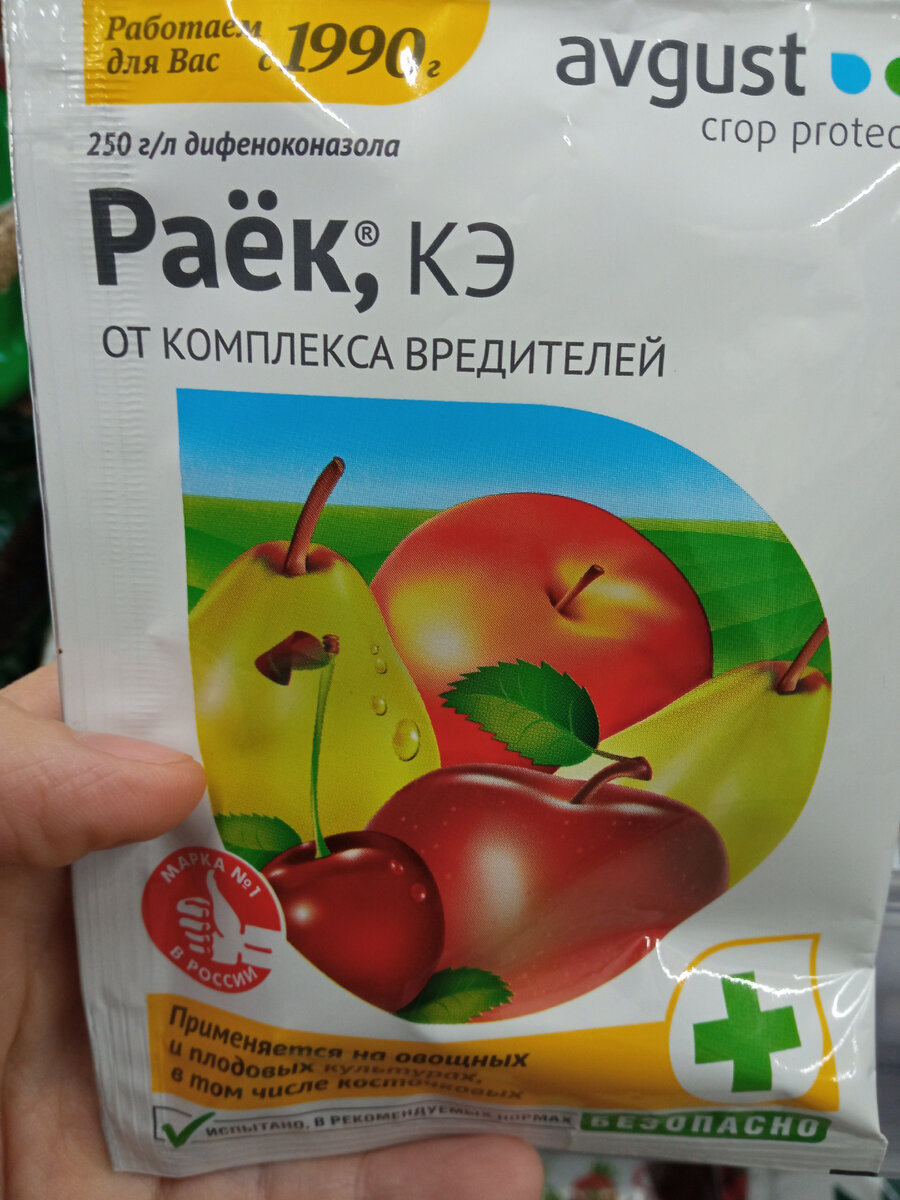 Работаем
для Вас с 1990 г
avgust
crop protec
250 г/л дифеноконазола
Раёк,® КЭ
ОТ КОМПЛЕКСА ВРЕДИТЕЛЕЙ
МАРКА №1
В РОССИИ
Применяется на овощных
и плодовых культурах,
в том числе косточковых
ИСПЫТАНО, В РЕКОМЕНДУЕМЫХ НОРМАХ БЕЗОПАСНО